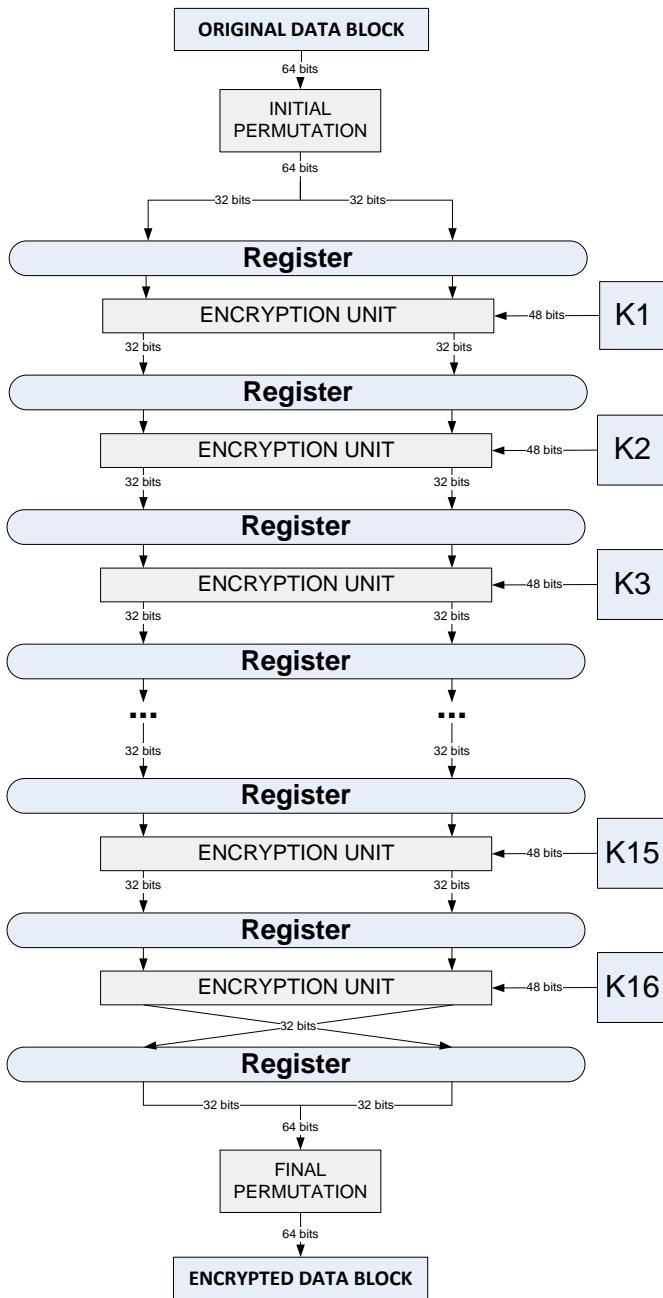 ORIGINAL DATA BLOCK
64 bits
INITIAL
PERMUTATION
64 bits
32 bits 32 bits
Register
ENCRYPTION UNIT 48 bits K1
32 bits 32 bits
Register
ENCRYPTION UNIT 48 bits K2
32 bits 32 bits
Register
ENCRYPTION UNIT 48 bits K3
32 bits 32 bits
Register
... ...
32 bits 32 bits
Register
ENCRYPTION UNIT 48 bits K15
32 bits 32 bits
Register
ENCRYPTION UNIT 48 bits K16
32 bits
Register
32 bits 32 bits
64 bits
FINAL
PERMUTATION
64 bits
ENCRYPTED DATA BLOCK